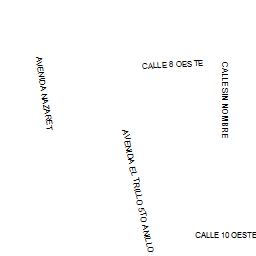 AVENIDA NAZARET
CALLE 8 OESTE
CALLE SIN NOMBRE
AVENIDA EL TRILLO 5TO ANILLO
CALLE 10 OESTE